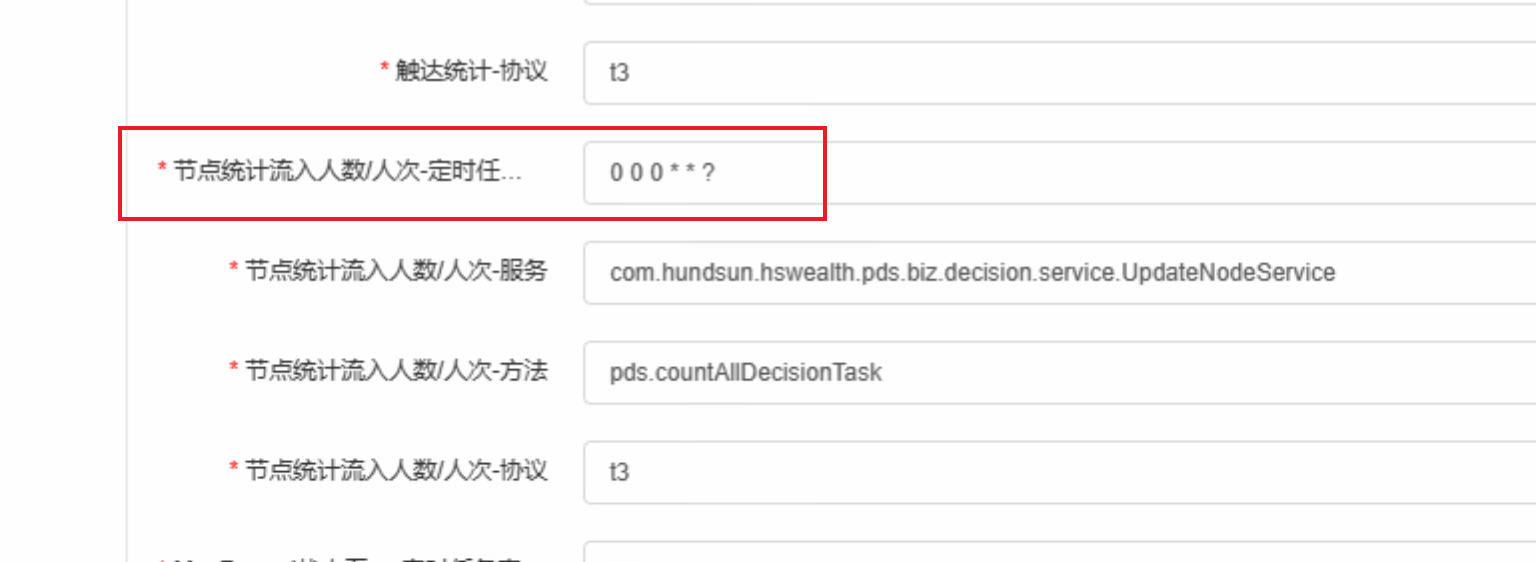 * 触达统计-协议
t3
* 节点统计流入人数/人次-定时任...
0 0 0 * * ?
* 节点统计流入人数/人次-服务
com.hundsun.hswealth.pds.biz.decision.service.UpdateNodeService
* 节点统计流入人数/人次-方法
pds.countAllDecisionTask
* 节点统计流入人数/人次-协议
t3